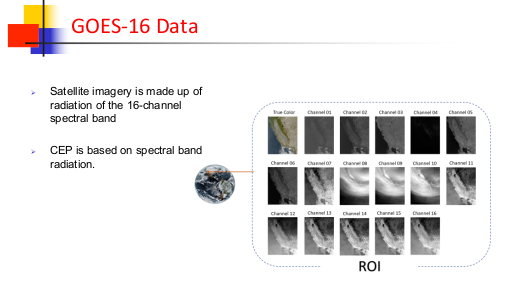 GOES-16 Data
Satellite imagery is made up of
radiation of the 16-channel
spectral band
CEP is based on spectral band
radiation.
True Color Channel 01 Channel 02 Channel 03 Channel 04 Channel 05
Channel 06 Channel 07 Channel 08 Channel 09 Channel 10 Channel 11
Channel 12 Channel 13 Channel 14 Channel 15 Channel 16
ROI